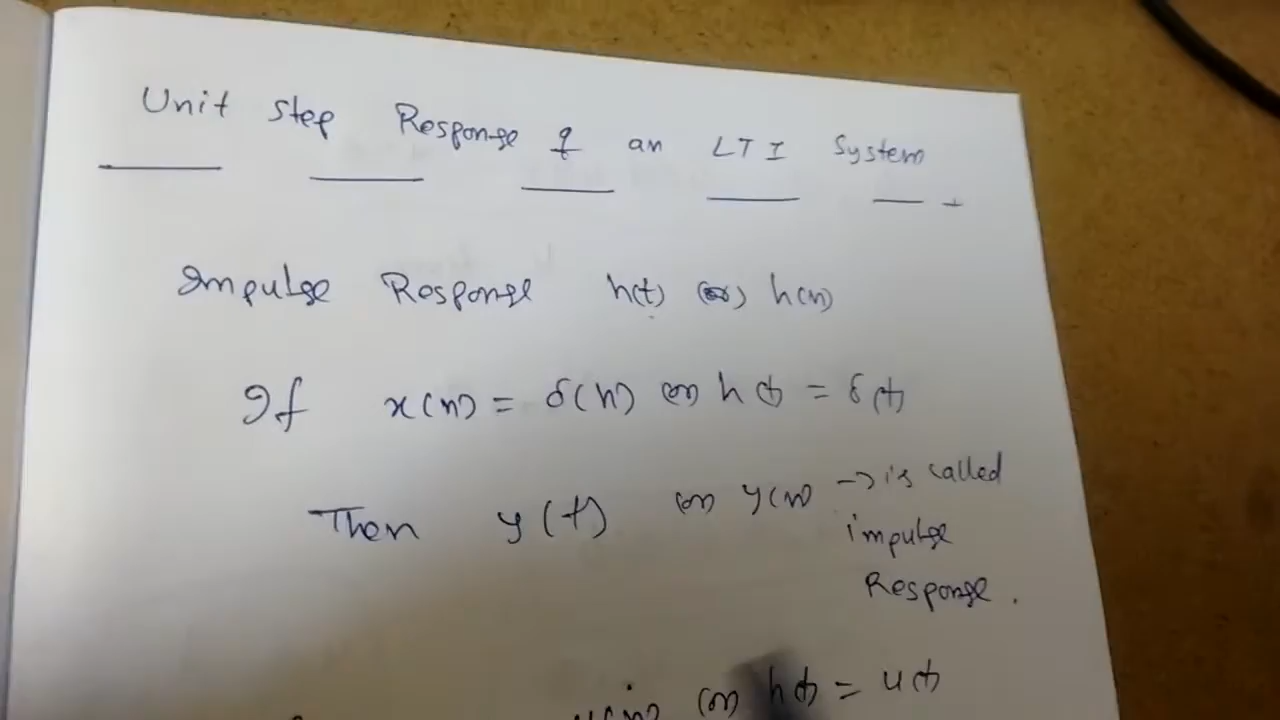 Unit Step Response of an LTI System
Impulse Response h(t) (or) h(n)
If x(n) = δ(n) (or) h(t) = δ(t)
Then y(t) (or) y(n) → is called
impulse
Response.
(or) h(t) = u(t)